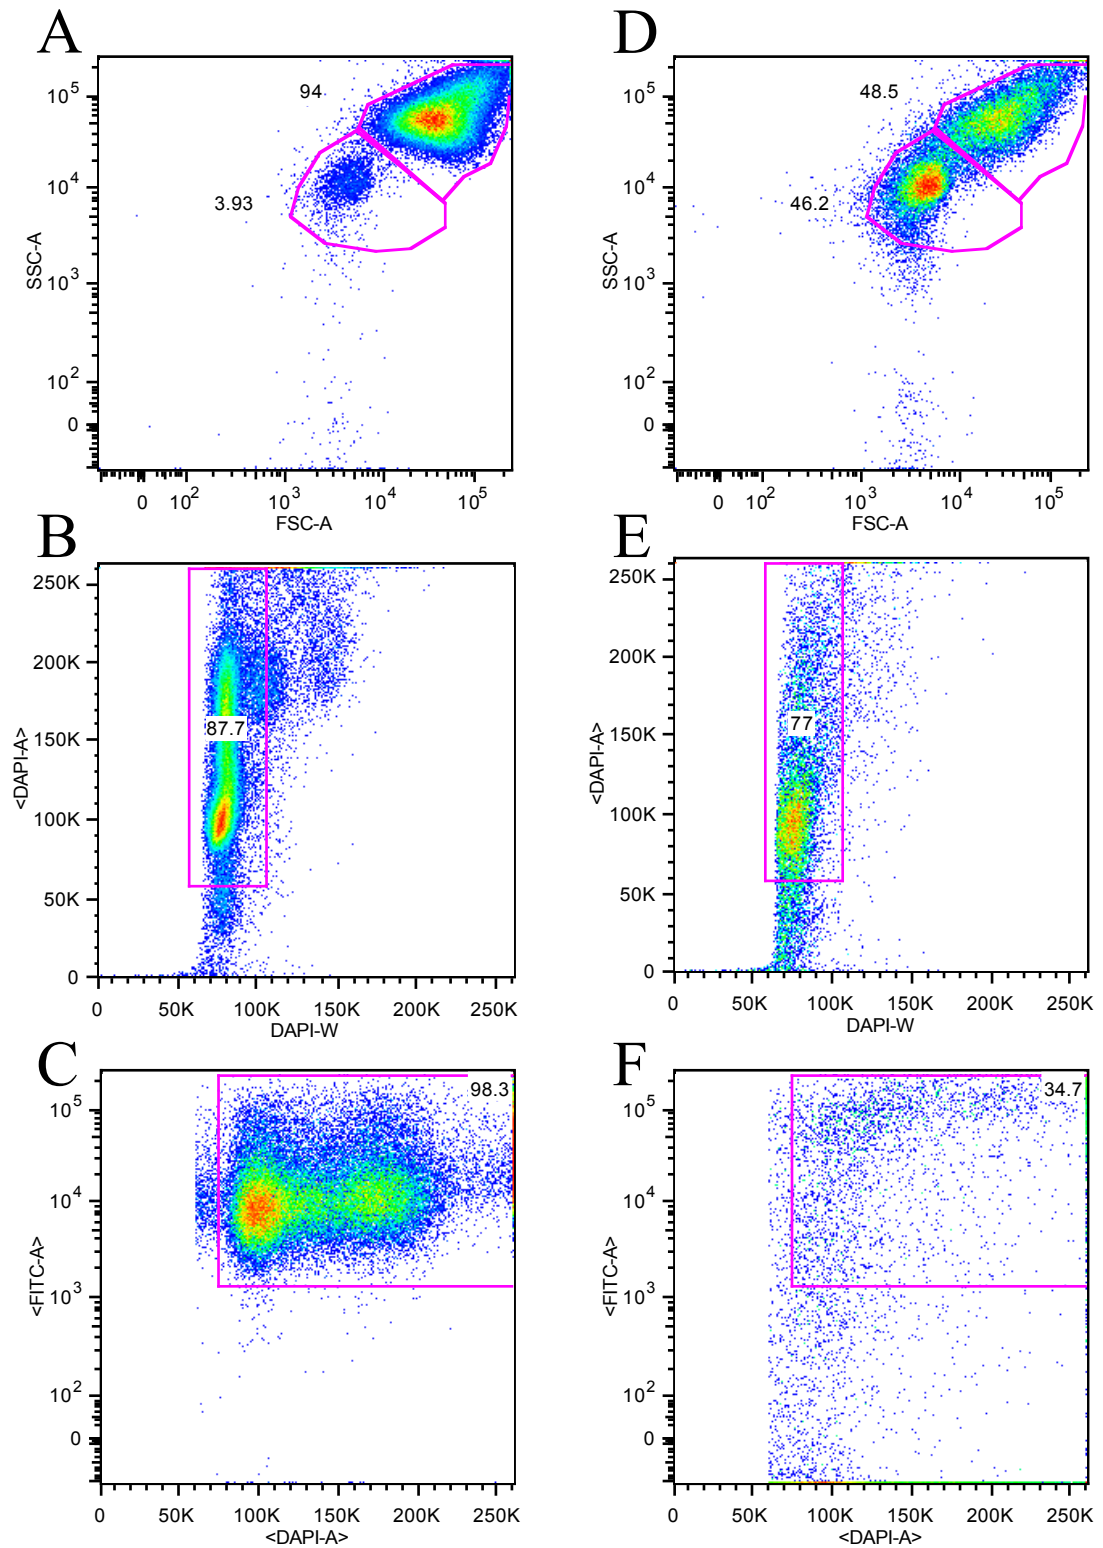 A
D
94
48.5
3.93
46.2
SSC-A
10^5
10^4
10^3
10^2
0
0 10^2 10^3 10^4 10^5
FSC-A
SSC-A
10^5
10^4
10^3
10^2
0
0 10^2 10^3 10^4 10^5
FSC-A
B
E
<DAPI-A>
250K
200K
150K
100K
50K
0
87.7
0 50K 100K 150K 200K 250K
DAPI-W
<DAPI-A>
250K
200K
150K
100K
50K
0
77
0 50K 100K 150K 200K 250K
DAPI-W
C
F
98.3
34.7
<FITC-A>
10^5
10^4
10^3
10^2
0
0 50K 100K 150K 200K 250K
<DAPI-A>
<FITC-A>
10^5
10^4
10^3
10^2
0
0 50K 100K 150K 200K 250K
<DAPI-A>